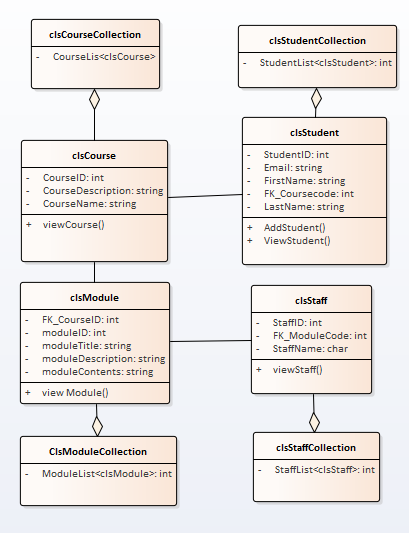 clsCourseCollection
- CourseLis<clsCourse>
clsStudentCollection
- StudentList<clsStudent>: int
clsCourse
- CourseID: int
- CourseDescription: string
- CourseName: string
+ viewCourse()
clsStudent
- StudentID: int
- Email: string
- FirstName: string
- FK_Coursecode: int
- LastName: string
+ AddStudent()
+ ViewStudent()
clsModule
- FK_CourseID: int
- moduleID: int
- moduleTitle: string
- moduleDescription: string
- moduleContents: string
+ view Module()
clsStaff
- StaffID: int
- FK_ModuleCode: int
- StaffName: char
+ viewStaff()
ClsModuleCollection
- ModuleList<clsModule>: int
clsStaffCollection
- StaffList<clsStaff>: int